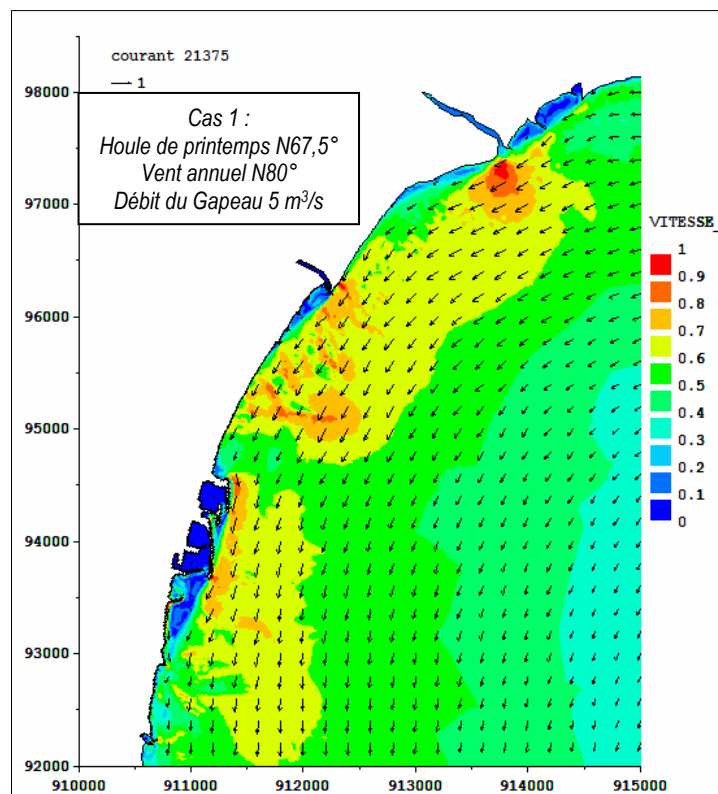 courant 21375
1
Cas 1 :
Houle de printemps N67,5°
Vent annuel N80°
Débit du Gapeau 5 m³/s
98000
97000
96000
95000
94000
93000
92000
910000 911000 912000 913000 914000 915000
VITESSE_
1
0.9
0.8
0.7
0.6
0.5
0.4
0.3
0.2
0.1
0